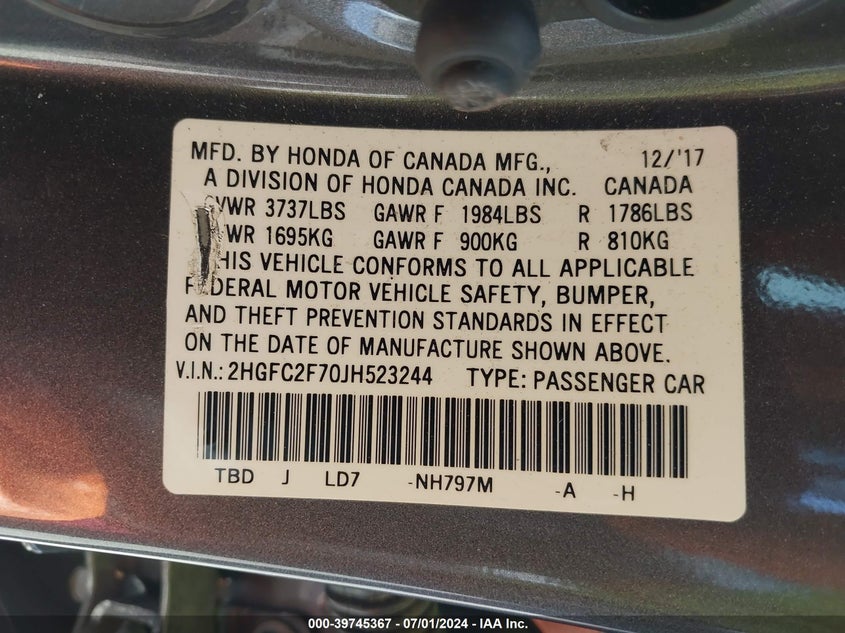 MFD. BY HONDA OF CANADA MFG., 12/'17
A DIVISION OF HONDA CANADA INC. CANADA
GVWR 3737LBS GAWR F 1984LBS R 1786LBS
WR 1695KG GAWR F 900KG R 810KG
THIS VEHICLE CONFORMS TO ALL APPLICABLE
FEDERAL MOTOR VEHICLE SAFETY, BUMPER,
AND THEFT PREVENTION STANDARDS IN EFFECT
ON THE DATE OF MANUFACTURE SHOWN ABOVE.
V.I.N.: 2HGFC2F70JH523244 TYPE: PASSENGER CAR
TBD J LD7 -NH797M -A -H
000-39745367 / 07/01/2024 - IAA Inc.